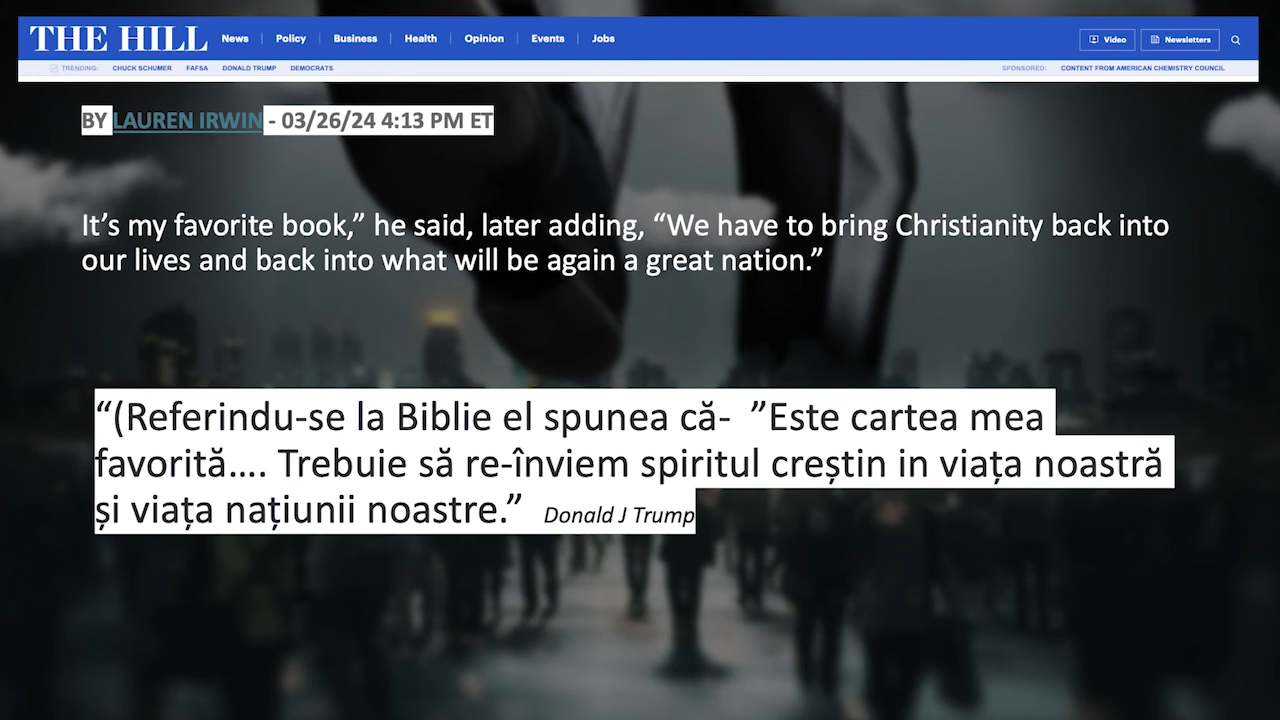 THE HILL News Policy Business Health Opinion Events Jobs Video Newsletters
TRENDING: CHUCK SCHUMER FAFSA DONALD TRUMP DEMOCRATS SPONSORED: CONTENT FROM AMERICAN CHEMISTRY COUNCIL
BY LAUREN IRWIN - 03/26/24 4:13 PM ET
It’s my favorite book,” he said, later adding, “We have to bring Christianity back into
our lives and back into what will be again a great nation.”
“(Referindu-se la Biblie el spunea că- ”Este cartea mea
favorită…. Trebuie să re-înviem spiritul creștin in viața noastră
și viața națiunii noastre.” Donald J Trump